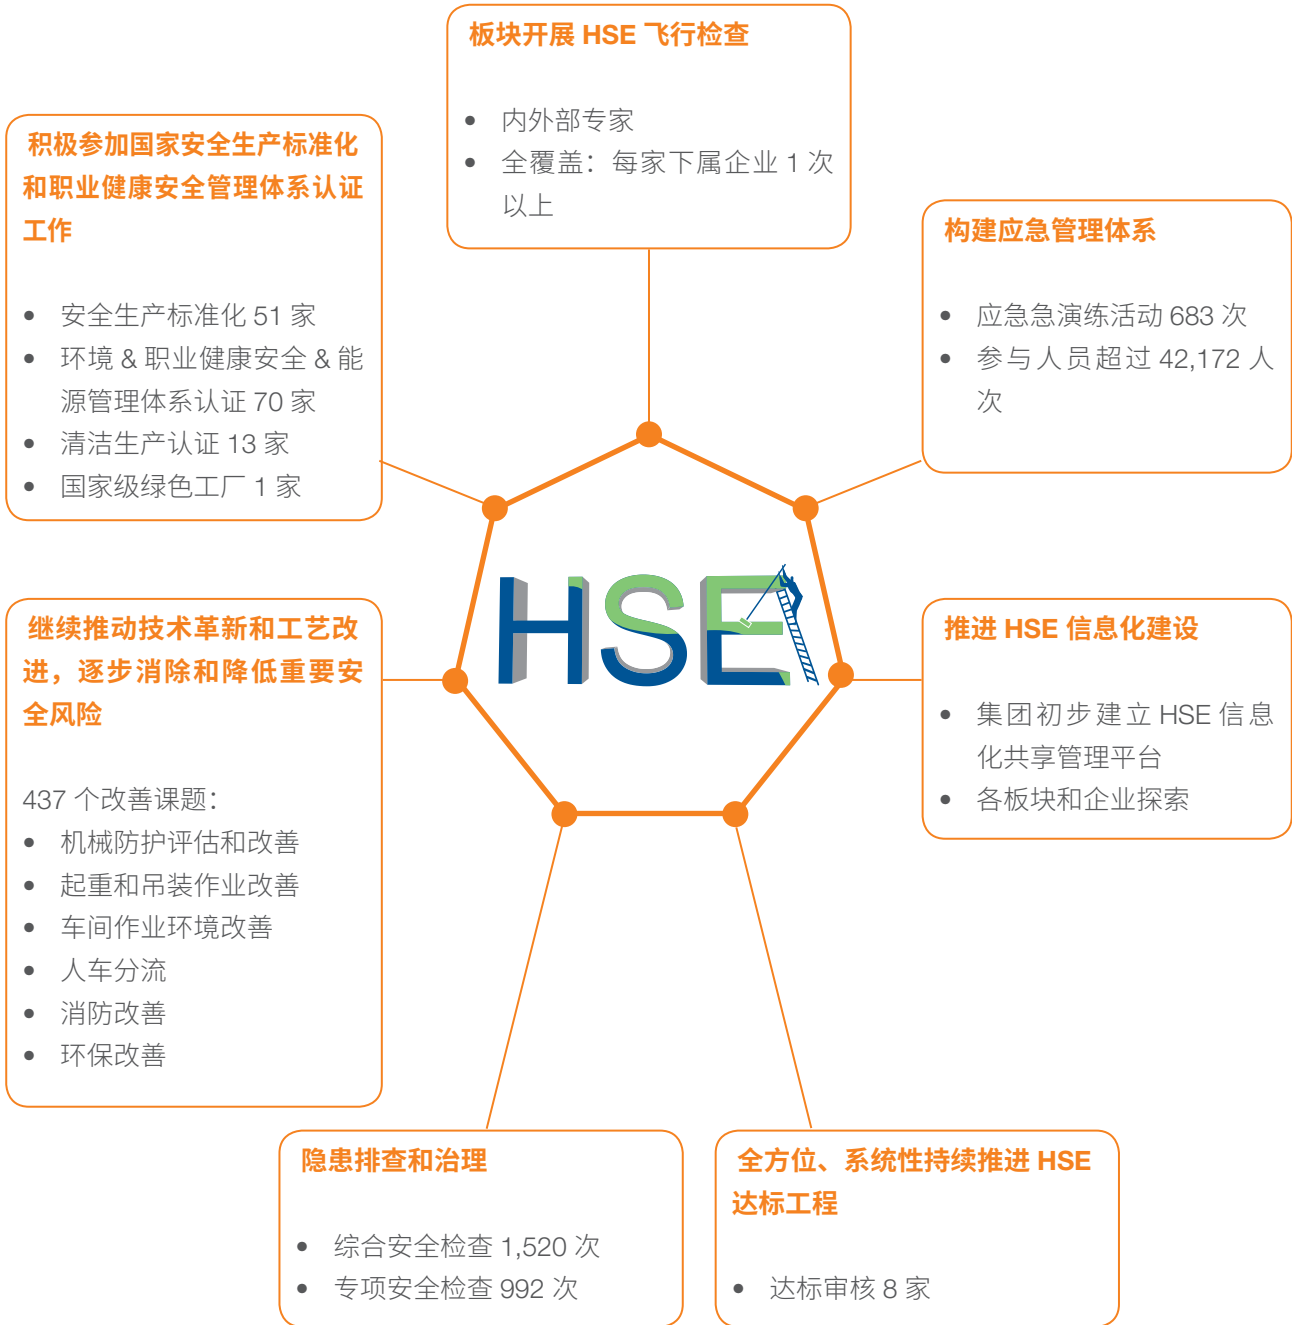 板块开展 HSE 飞行检查
• 内外部专家
• 全覆盖：每家下属企业 1 次
以上
积极参加国家安全生产标准化
和职业健康安全管理体系认证
工作
• 安全生产标准化 51 家
• 环境 & 职业健康安全 & 能
源管理体系认证 70 家
• 清洁生产认证 13 家
• 国家级绿色工厂 1 家
构建应急管理体系
• 应急急演练活动 683 次
• 参与人员超过 42,172 人
次
HSE
继续推动技术革新和工艺改
进，逐步消除和降低重要安
全风险
437 个改善课题：
• 机械防护评估和改善
• 起重和吊装作业改善
• 车间作业环境改善
• 人车分流
• 消防改善
• 环保改善
推进 HSE 信息化建设
• 集团初步建立 HSE 信息
化共享管理平台
• 各板块和企业探索
隐患排查和治理
• 综合安全检查 1,520 次
• 专项安全检查 992 次
全方位、系统性持续推进 HSE
达标工程
• 达标审核 8 家